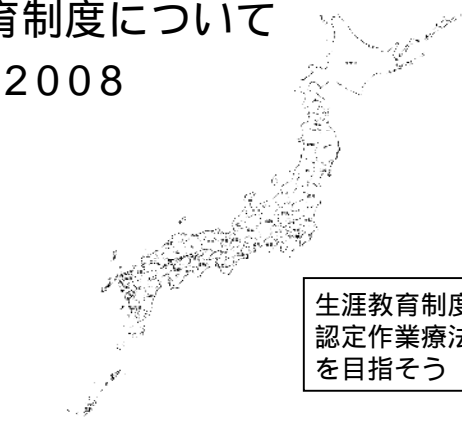 育制度について
2008
生涯教育制度
認定作業療法
を目指そう